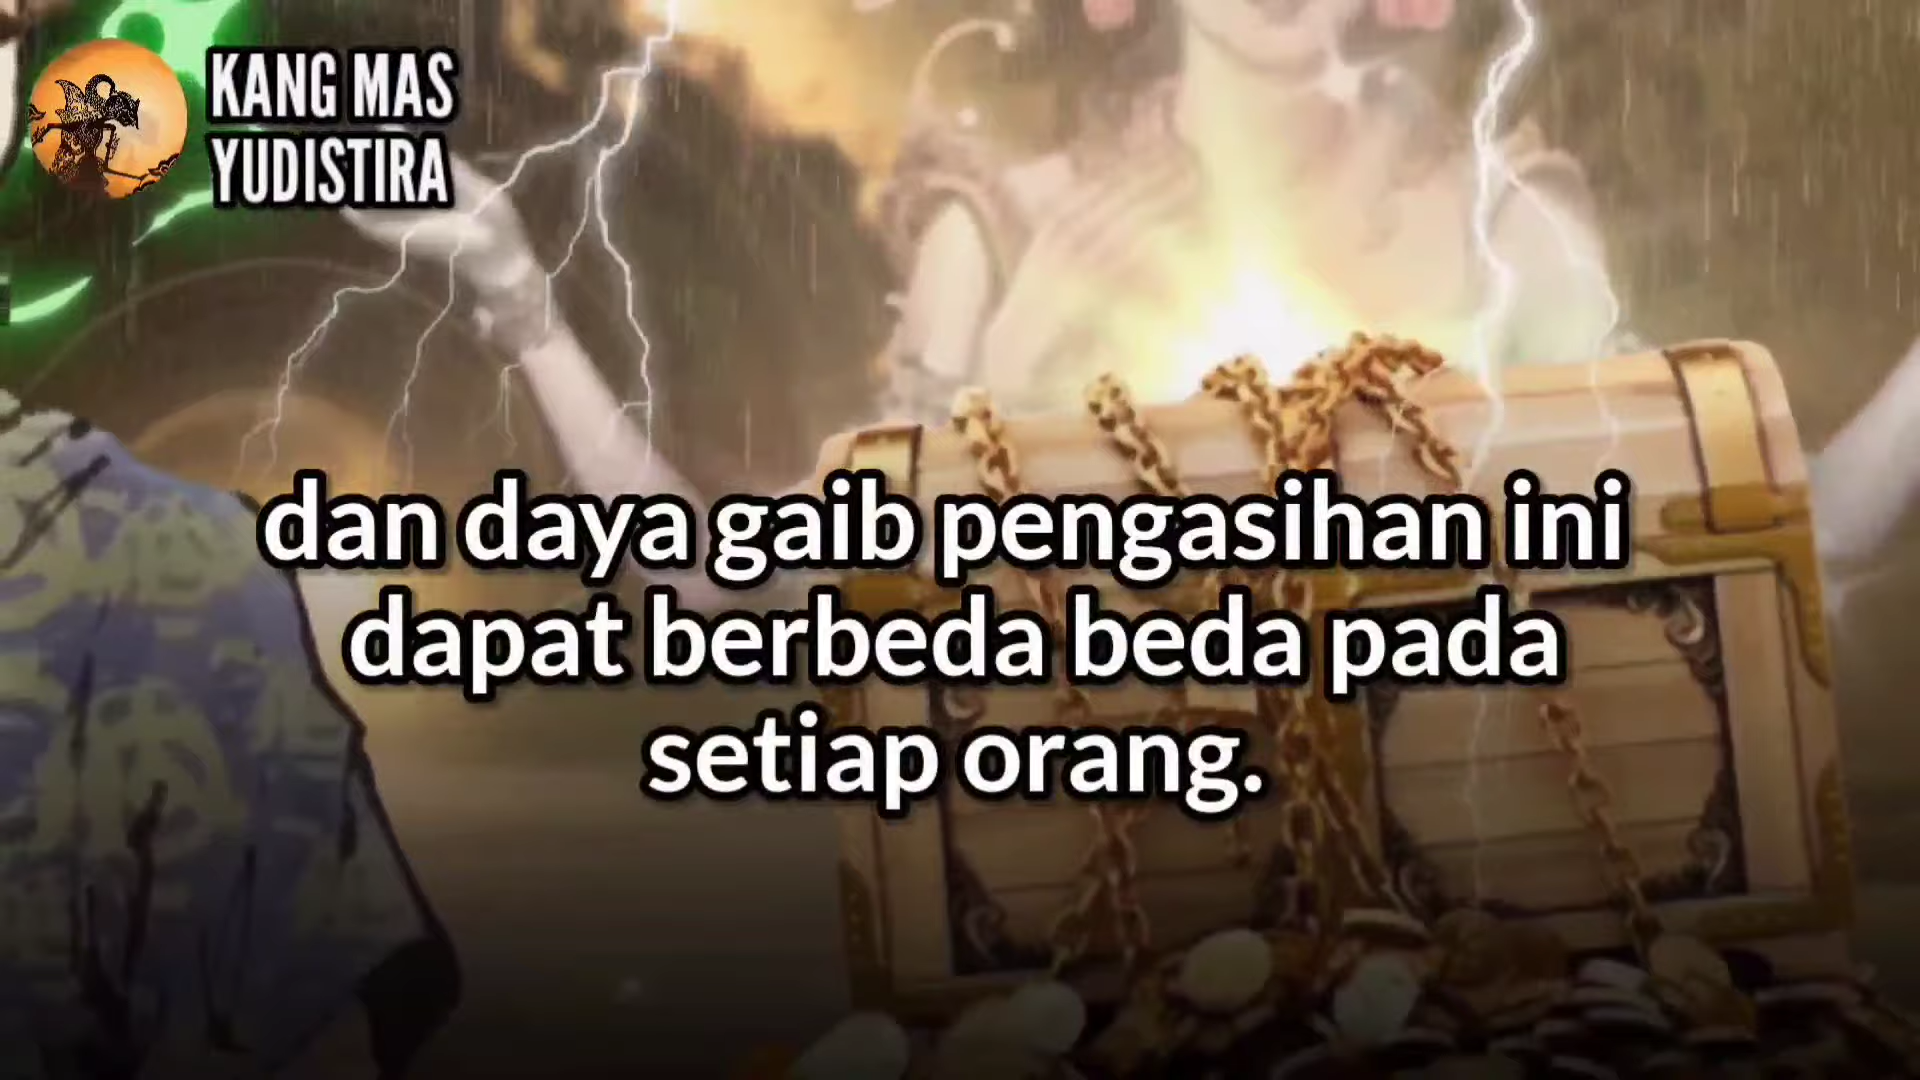 KANG MAS
YUDISTIRA
dan daya gaib pengasihan ini
dapat berbeda beda pada
setiap orang.